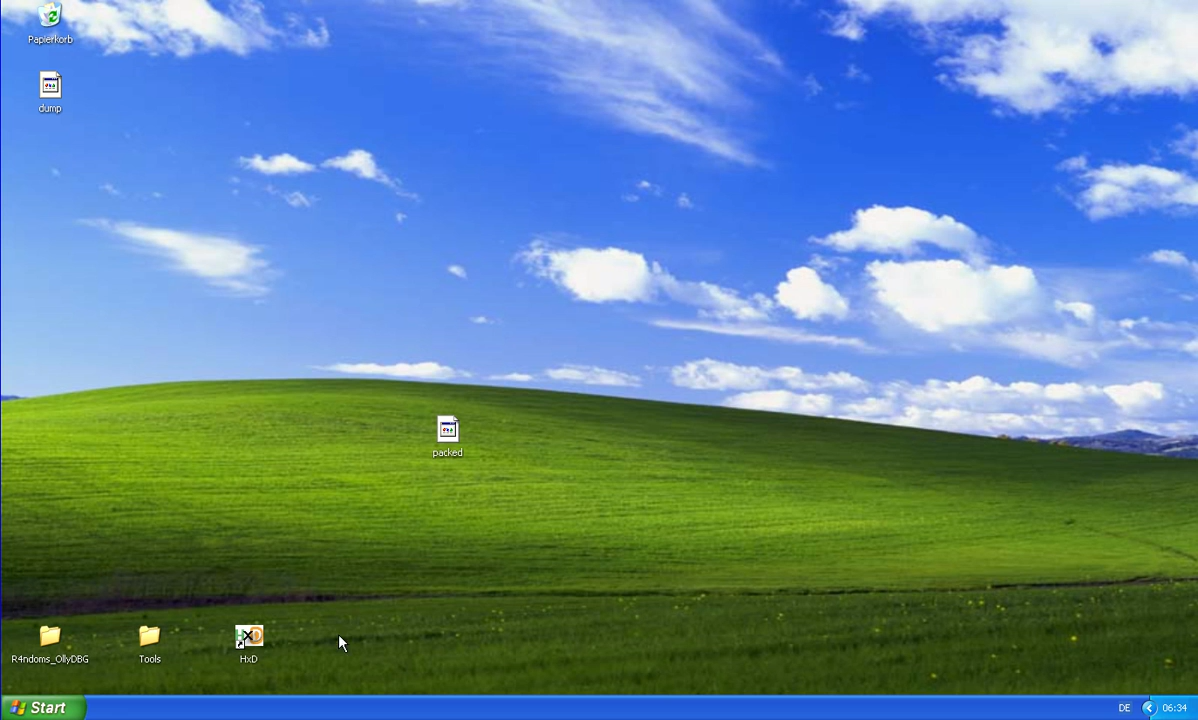 Papierkorb
dump
packed
R4ndoms_OllyDBG
Tools
HxD
Start
DE
06:34